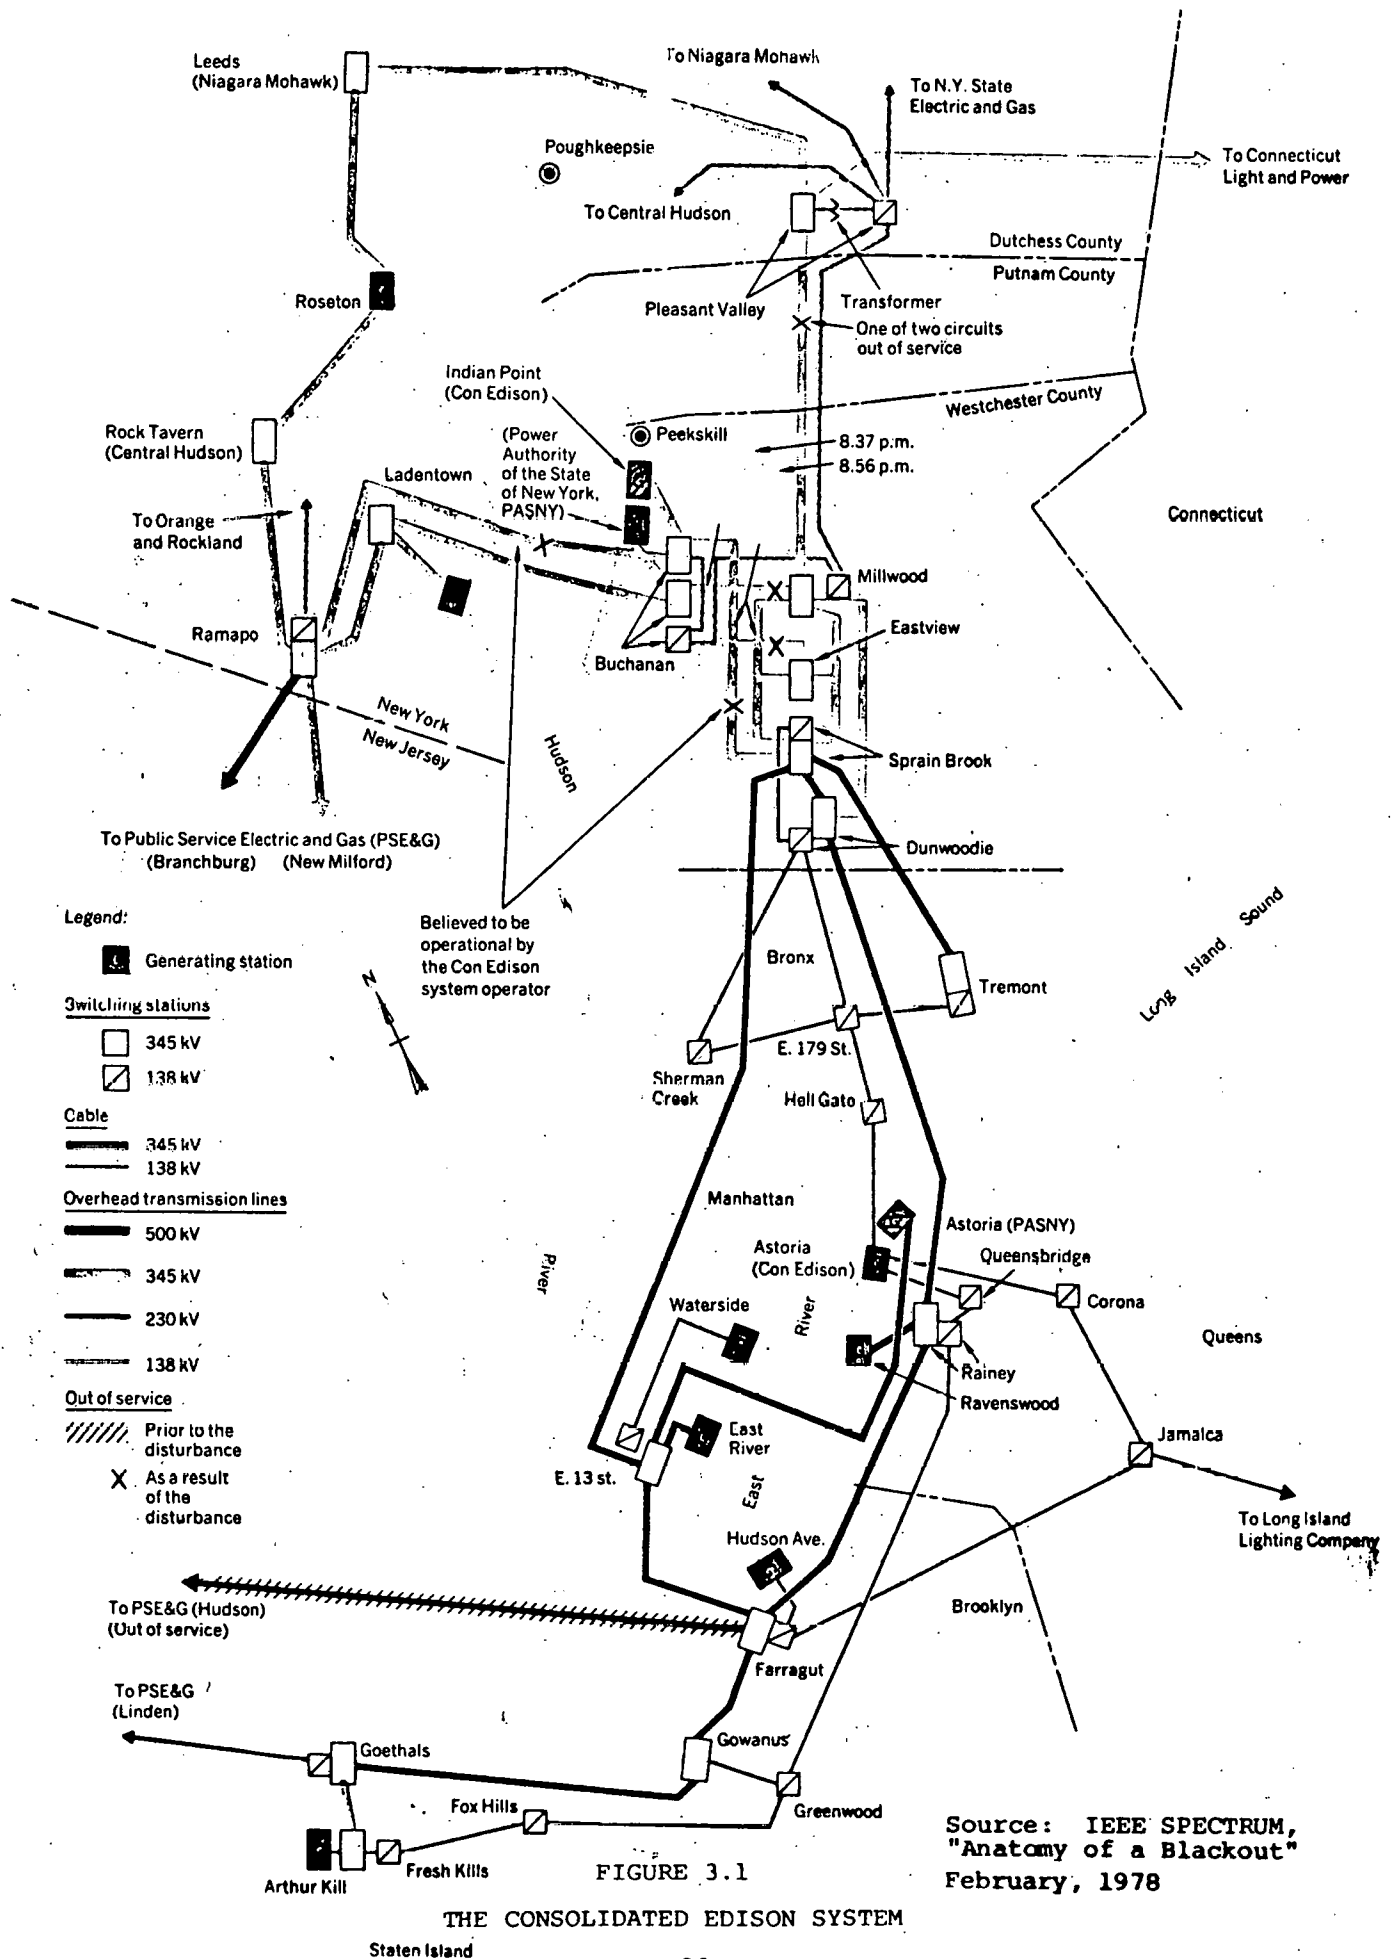 Leeds
(Niagara Mohawk)
To Niagara Mohawk
To N.Y. State
Electric and Gas
Poughkeepsie
To Connecticut
Light and Power
To Central Hudson
Dutchess County
Putnam County
Roseton
Pleasant Valley
Transformer
One of two circuits
out of service
Indian Point
(Con Edison)
Westchester County
Rock Tavern
(Central Hudson)
(Power
Authority
of the State
of New York,
PASNY)
Peekskill
8.37 p.m.
8.56 p.m.
Ladentown
To Orange
and Rockland
Connecticut
Millwood
Ramapo
Eastview
Buchanan
New York
New Jersey
Hudson
Sprain Brook
To Public Service Electric and Gas (PSE&G)
(Branchburg) (New Milford)
Dunwoodie
Legend:
Generating station
Switching stations
345 kV
138 kV
Cable
345 kV
138 kV
Overhead transmission lines
500 kV
345 kV
230 kV
138 kV
Out of service
Prior to the
disturbance
X As a result
of the
disturbance
Believed to be
operational by
the Con Edison
system operator
N
Bronx
Tremont
Long Island Sound
E. 179 St.
Sherman
Creek
Hell Gate
Manhattan
Astoria (PASNY)
Astoria
(Con Edison)
Queensbridge
River
Waterside
River
Corona
Queens
Rainey
Ravenswood
East
River
E. 13 st.
East
Jamaica
To Long Island
Lighting Company
Hudson Ave.
To PSE&G (Hudson)
(Out of service)
Brooklyn
Farragut
To PSE&G
(Linden)
Goethals
Gowanus
Fox Hills
Greenwood
Fresh Kills
Arthur Kill
Source: IEEE SPECTRUM,
"Anatomy of a Blackout"
February, 1978
FIGURE 3.1
THE CONSOLIDATED EDISON SYSTEM
Staten Island